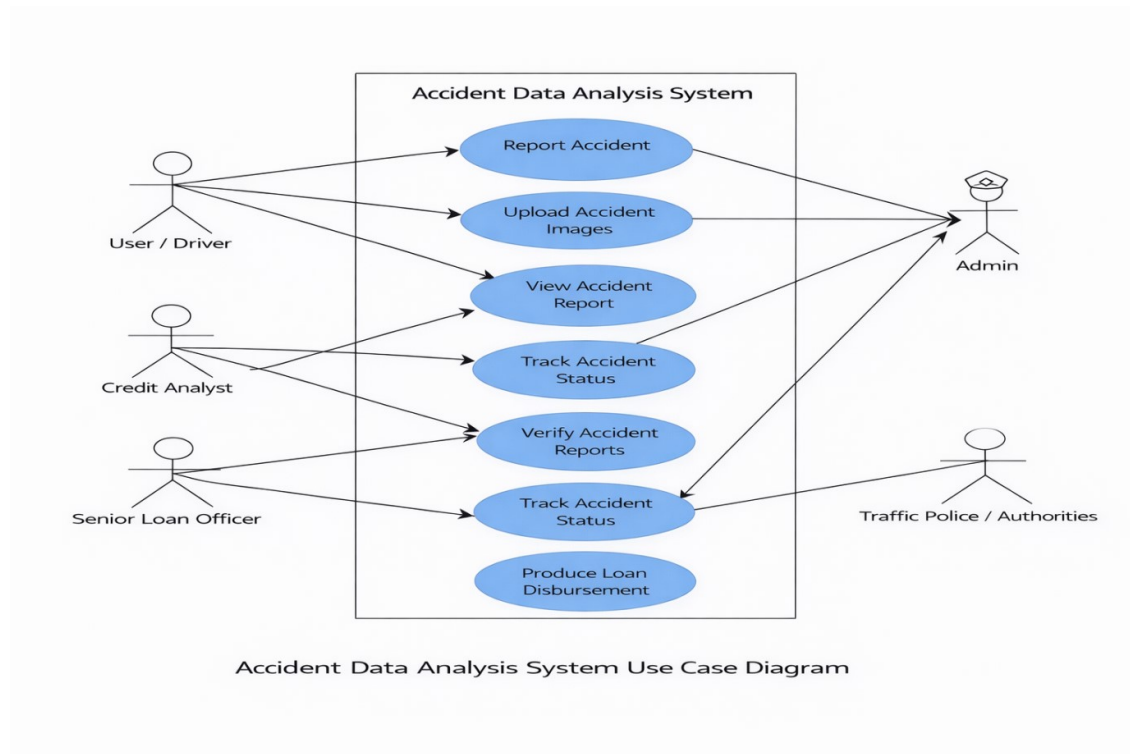 Accident Data Analysis System
Report Accident
User / Driver
Upload Accident
Images
Admin
View Accident
Report
Credit Analyst
Track Accident
Status
Verify Accident
Reports
Senior Loan Officer
Track Accident
Status
Traffic Police / Authorities
Produce Loan
Disbursement
Accident Data Analysis System Use Case Diagram